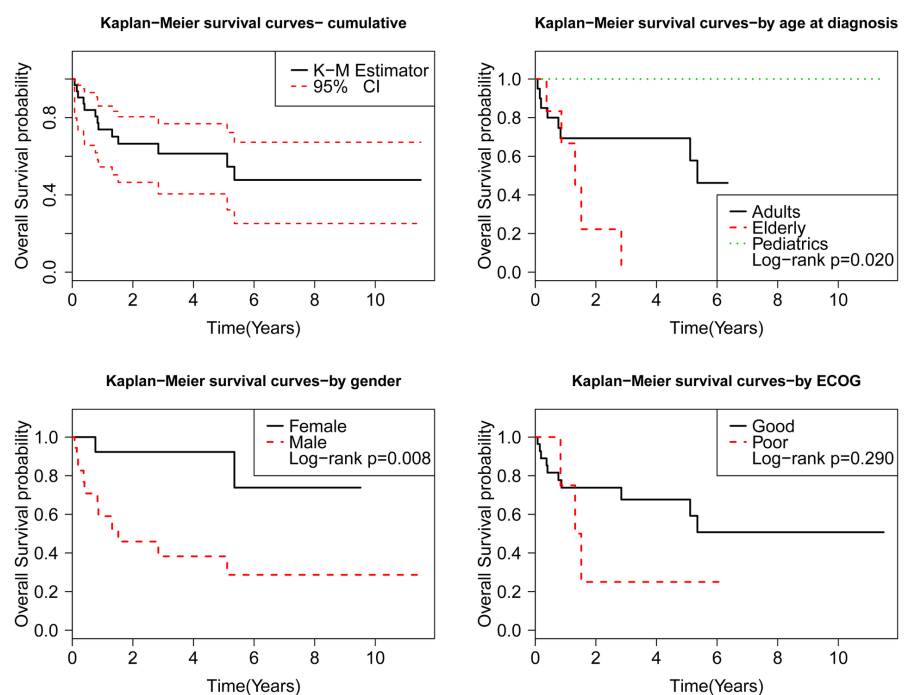 Kaplan−Meier survival curves− cumulative
Overall Survival probability
0.8
0.4
0.0
K−M Estimator
95% CI
0 2 4 6 8 10
Time(Years)
Kaplan−Meier survival curves−by age at diagnosis
Overall Survival probability
1.0
0.8
0.6
0.4
0.2
0.0
Adults
Elderly
Pediatrics
Log−rank p=0.020
0 2 4 6 8 10
Time(Years)
Kaplan−Meier survival curves−by gender
Overall Survival probability
1.0
0.8
0.6
0.4
0.2
0.0
Female
Male
Log−rank p=0.008
0 2 4 6 8 10
Time(Years)
Kaplan−Meier survival curves−by ECOG
Overall Survival probability
1.0
0.8
0.6
0.4
0.2
0.0
Good
Poor
Log−rank p=0.290
0 2 4 6 8 10
Time(Years)